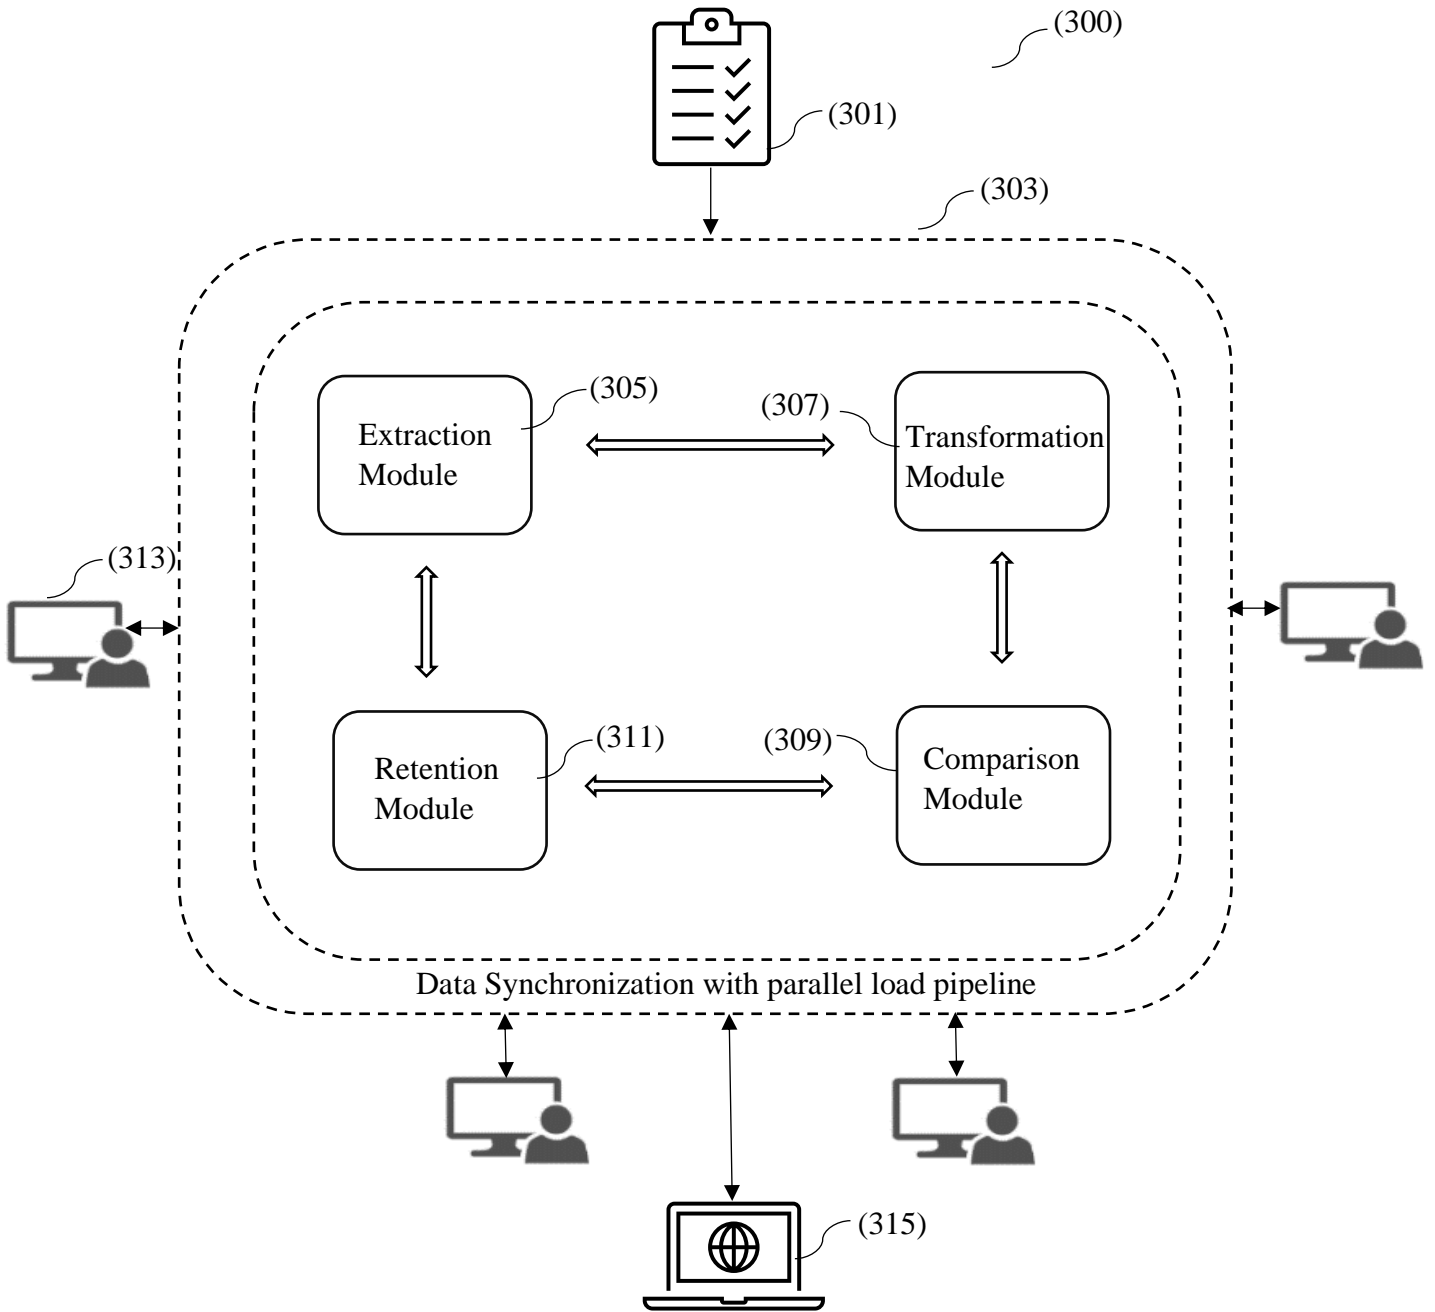 (300)
(301)
(303)
(305)
(307)
Extraction
Module
Transformation
Module
(313)
(311)
(309)
Retention
Module
Comparison
Module
Data Synchronization with parallel load pipeline
(315)